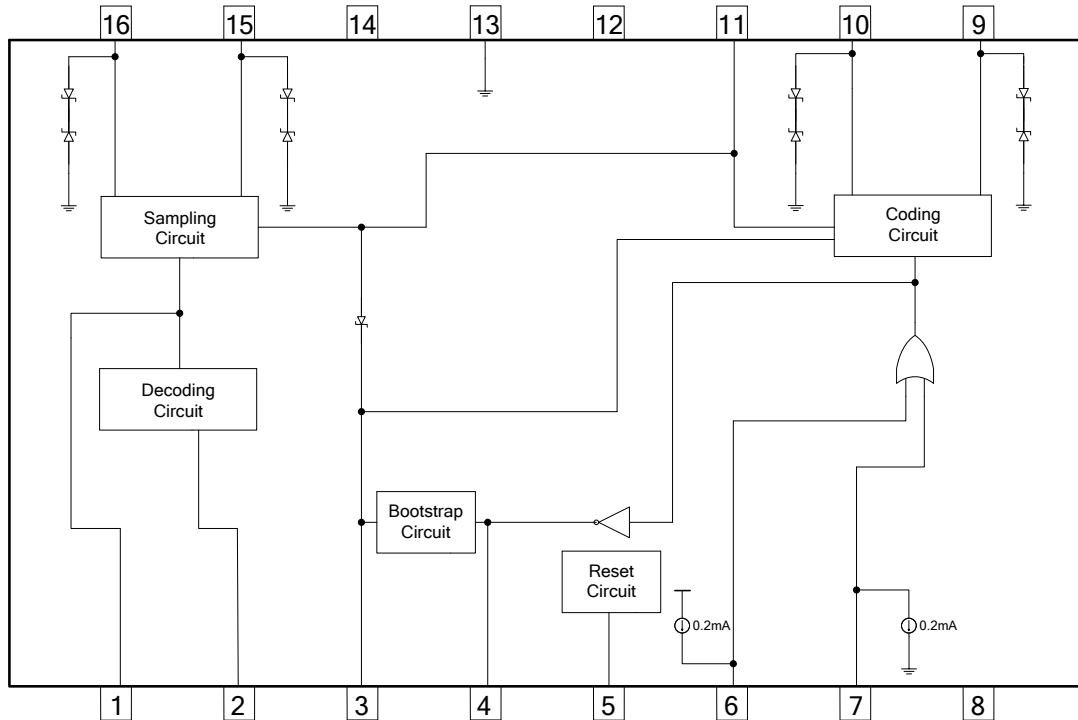 16 15 14 13 12 11 10 9
Sampling
Circuit
Coding
Circuit
Decoding
Circuit
Bootstrap
Circuit
Reset
Circuit
0.2mA
0.2mA
1 2 3 4 5 6 7 8